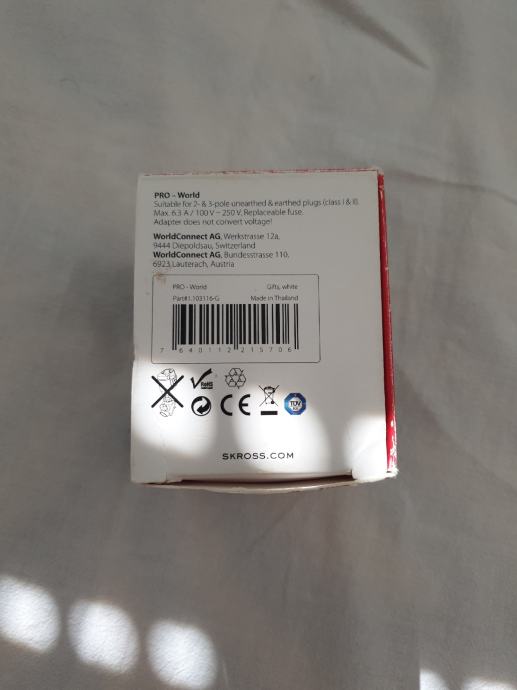 PRO - World
Suitable for 2- & 3-pole unearthed & earthed plugs (class I & II).
Max. 6.3 A / 100 V – 250 V, Replaceable fuse.
Adapter does not convert voltage!
WorldConnect AG, Werkstrasse 12a,
9444 Diepoldsau, Switzerland
WorldConnect AG, Bundesstrasse 110,
6923 Lauterach, Austria
PRO - World Gifts, white
Part#1.103116-G Made in Thailand
7 640112 215706
RoHS
CE
TÜV
SKROSS.COM